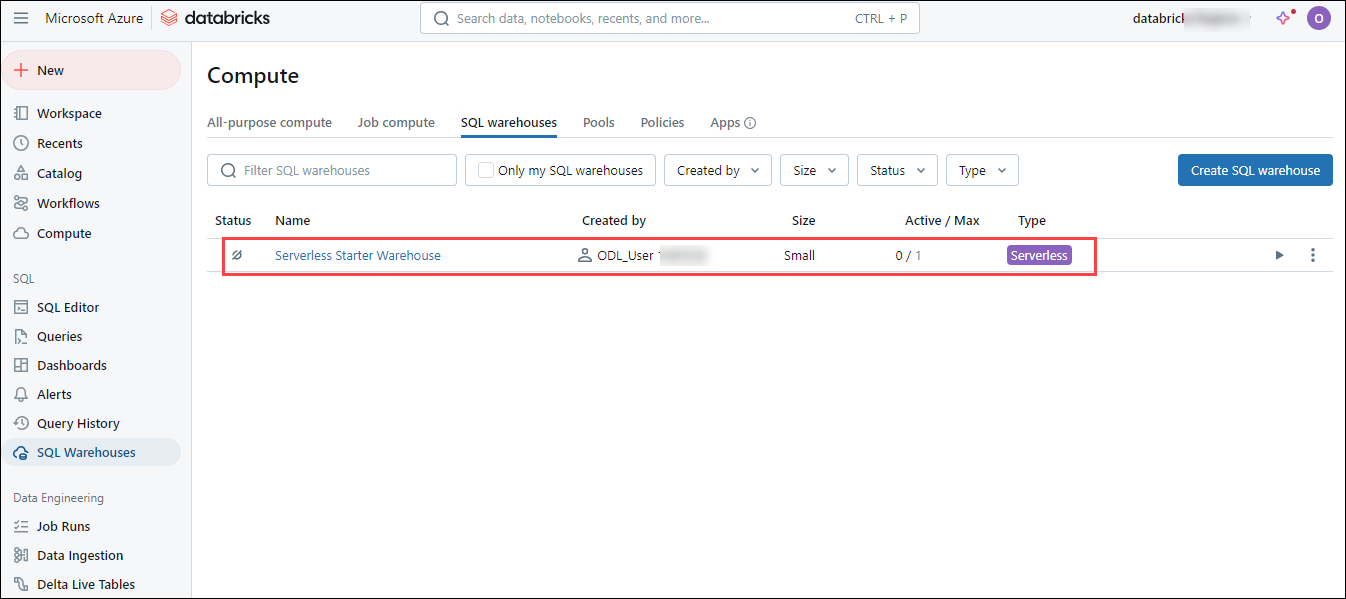 Microsoft Azure databricks Search data, notebooks, recents, and more... CTRL + P O
New
Workspace
Recents
Catalog
Workflows
Compute
SQL
SQL Editor
Queries
Dashboards
Alerts
Query History
SQL Warehouses
Data Engineering
Job Runs
Data Ingestion
Delta Live Tables
Compute
All-purpose compute Job compute SQL warehouses Pools Policies Apps
Filter SQL warehouses Only my SQL warehouses Created by Size Status Type Create SQL warehouse
Status Name Created by Size Active / Max Type
Serverless Starter Warehouse ODL_User Small 0 / 1 Serverless